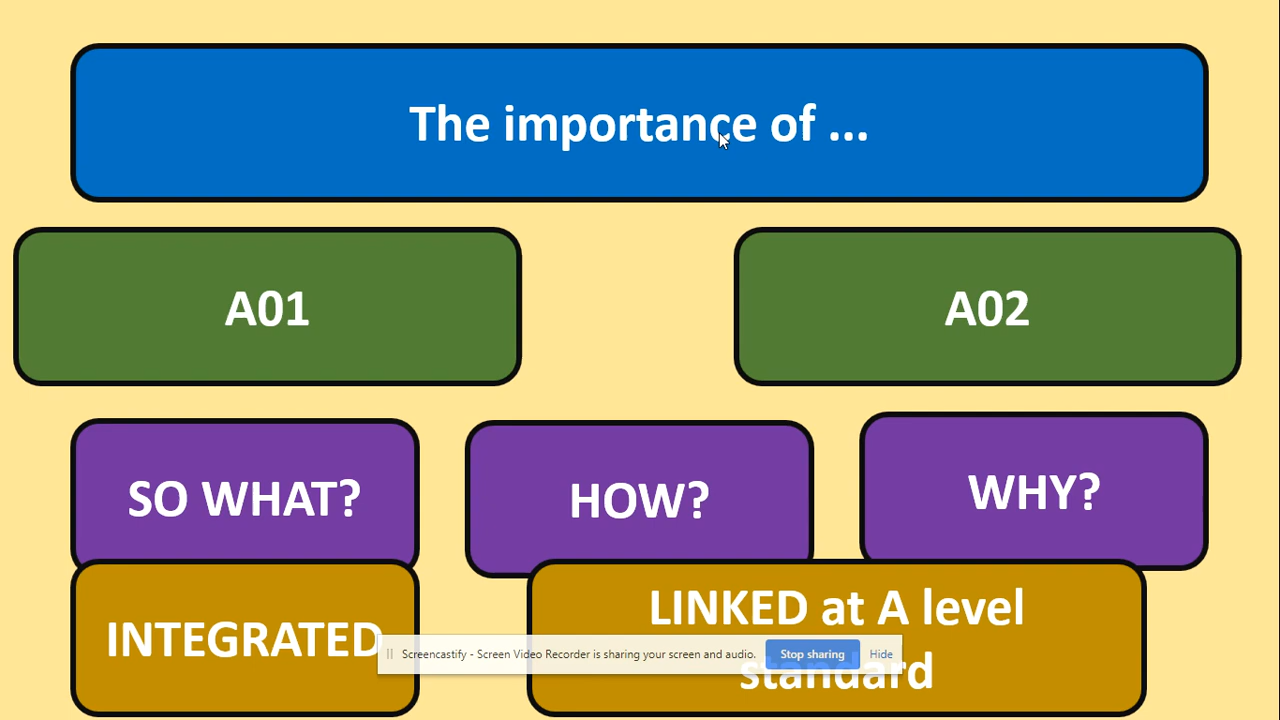 The importance of ...
A01
A02
SO WHAT?
HOW?
WHY?
INTEGRATED
LINKED at A level
standard
Screencastify - Screen Video Recorder is sharing your screen and audio.
Stop sharing
Hide